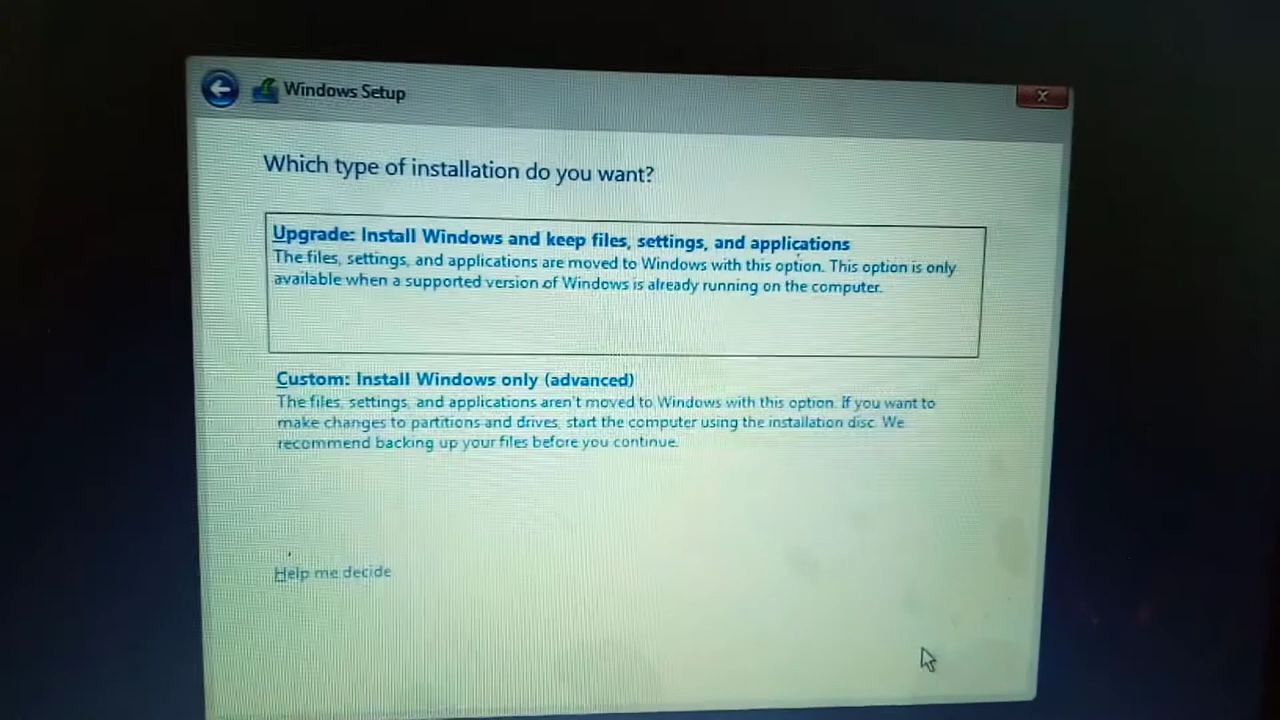 Windows Setup
Which type of installation do you want?
Upgrade: Install Windows and keep files, settings, and applications
The files, settings, and applications are moved to Windows with this option. This option is only
available when a supported version of Windows is already running on the computer.
Custom: Install Windows only (advanced)
The files, settings, and applications aren't moved to Windows with this option. If you want to
make changes to partitions and drives, start the computer using the installation disc. We
recommend backing up your files before you continue.
Help me decide